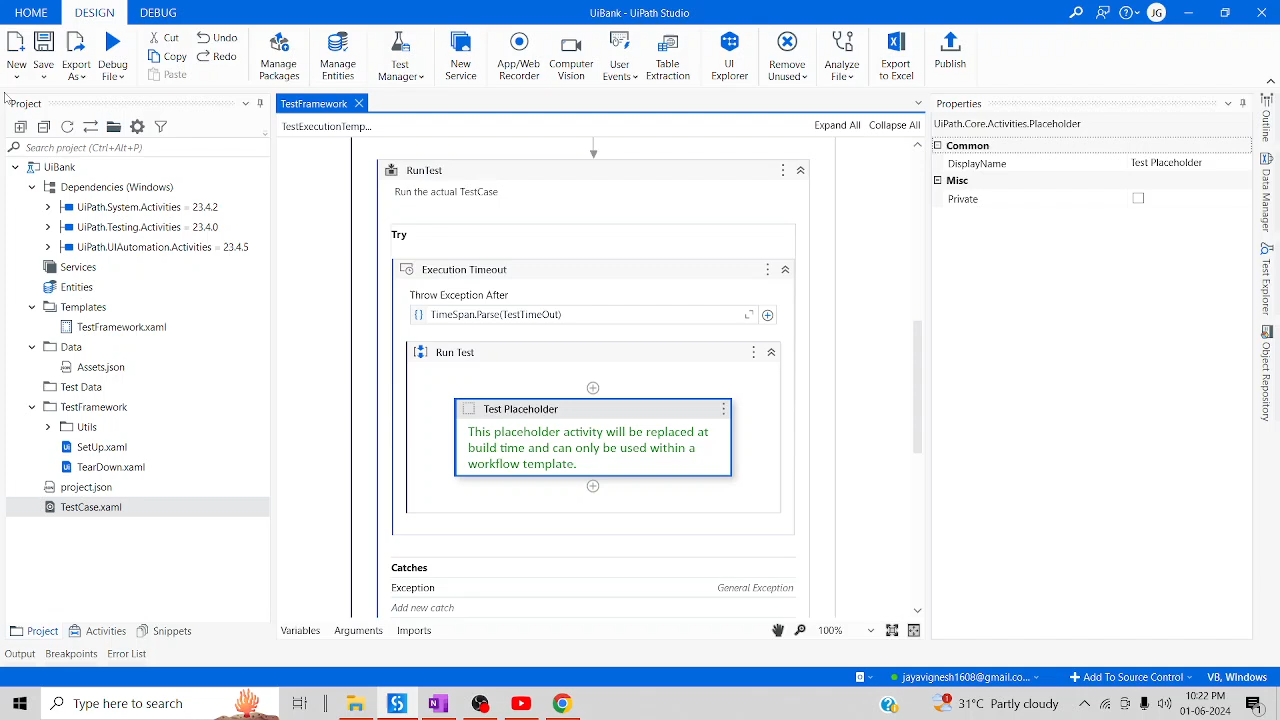 HOME
DESIGN
DEBUG
UiBank - UiPath Studio
JG
New
Save
Export As
Debug File
Cut
Copy
Paste
Undo
Redo
Manage Packages
Manage Entities
Test Manager
New Service
App/Web Recorder
Computer Vision
User Events
Table Extraction
UI Explorer
Remove Unused
Analyze File
Export to Excel
Publish
Project
Search project (Ctrl+Alt+P)
UiBank
Dependencies (Windows)
UiPath.System.Activities = 23.4.2
UiPath.Testing.Activities = 23.4.0
UiPath.UIAutomation.Activities = 23.4.5
Services
Entities
Templates
TestFramework.xaml
Data
Assets.json
Test Data
TestFramework
Utils
SetUp.xaml
TearDown.xaml
project.json
TestCase.xaml
Project
Activities
Snippets
TestFramework
TestExecutionTemp...
Expand All
Collapse All
RunTest
Run the actual TestCase
Try
Execution Timeout
Throw Exception After
TimeSpan.Parse(TestTimeOut)
Run Test
Test Placeholder
This placeholder activity will be replaced at
build time and can only be used within a
workflow template.
Catches
Exception
General Exception
Add new catch
Variables
Arguments
Imports
100%
Properties
UiPath.Core.Activities.Placeholder
Common
DisplayName
Test Placeholder
Misc
Private
Outline
Data Manager
Test Explorer
Object Repository
Output
Breakpoints
Error List
0
jayavignesh1608@gmail.co...
Add To Source Control
VB, Windows
Type here to search
31°C Partly cloudy
10:22 PM
01-06-2024
1